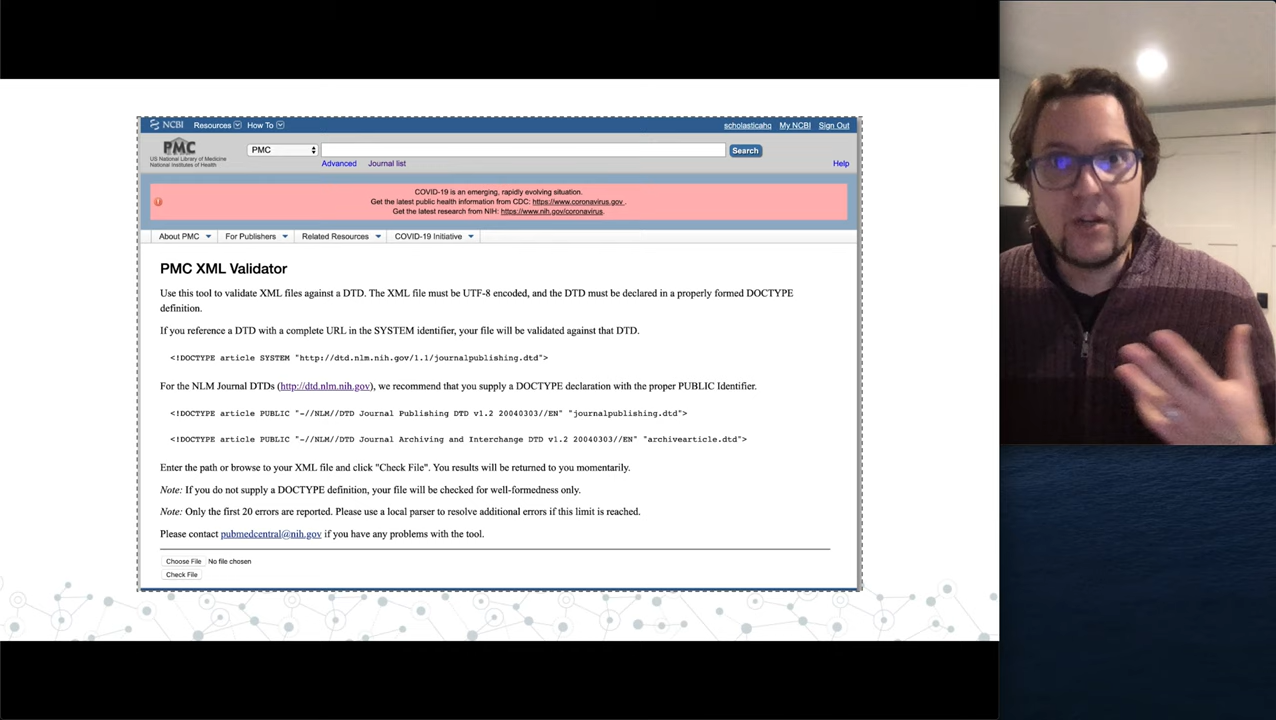 NCBI Resources How To scholasticahq My NCBI Sign Out
PMC
US National Library of Medicine
National Institutes of Health
PMC Search
Advanced Journal list Help
COVID-19 is an emerging, rapidly evolving situation.
Get the latest public health information from CDC: https://www.coronavirus.gov .
Get the latest research from NIH: https://www.nih.gov/coronavirus.
About PMC For Publishers Related Resources COVID-19 Initiative
PMC XML Validator
Use this tool to validate XML files against a DTD. The XML file must be UTF-8 encoded, and the DTD must be declared in a properly formed DOCTYPE
definition.
If you reference a DTD with a complete URL in the SYSTEM identifier, your file will be validated against that DTD.
<!DOCTYPE article SYSTEM "http://dtd.nlm.nih.gov/1.1/journalpublishing.dtd">
For the NLM Journal DTDs (http://dtd.nlm.nih.gov), we recommend that you supply a DOCTYPE declaration with the proper PUBLIC Identifier.
<!DOCTYPE article PUBLIC "-//NLM//DTD Journal Publishing DTD v1.2 20040303//EN" "journalpublishing.dtd">
<!DOCTYPE article PUBLIC "-//NLM//DTD Journal Archiving and Interchange DTD v1.2 20040303//EN" "archivearticle.dtd">
Enter the path or browse to your XML file and click "Check File". You results will be returned to you momentarily.
Note: If you do not supply a DOCTYPE definition, your file will be checked for well-formedness only.
Note: Only the first 20 errors are reported. Please use a local parser to resolve additional errors if this limit is reached.
Please contact pubmedcentral@nih.gov if you have any problems with the tool.
Choose File No file chosen
Check File